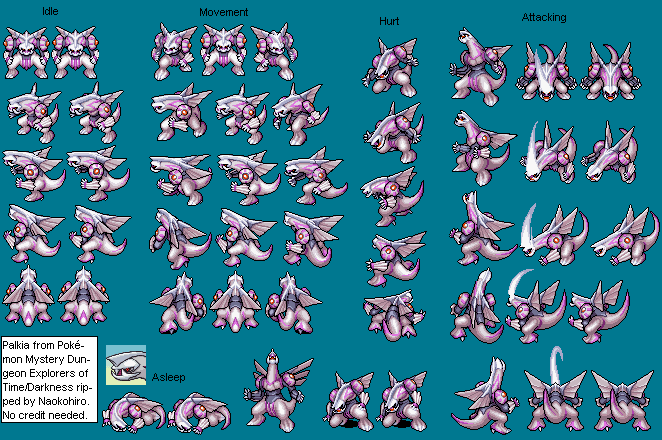 Idle
Movement
Hurt
Attacking
Palkia from Poké-
mon Mystery Dun-
geon Explorers of
Time/Darkness rip-
ped by Naokohiro.
No credit needed.
Asleep